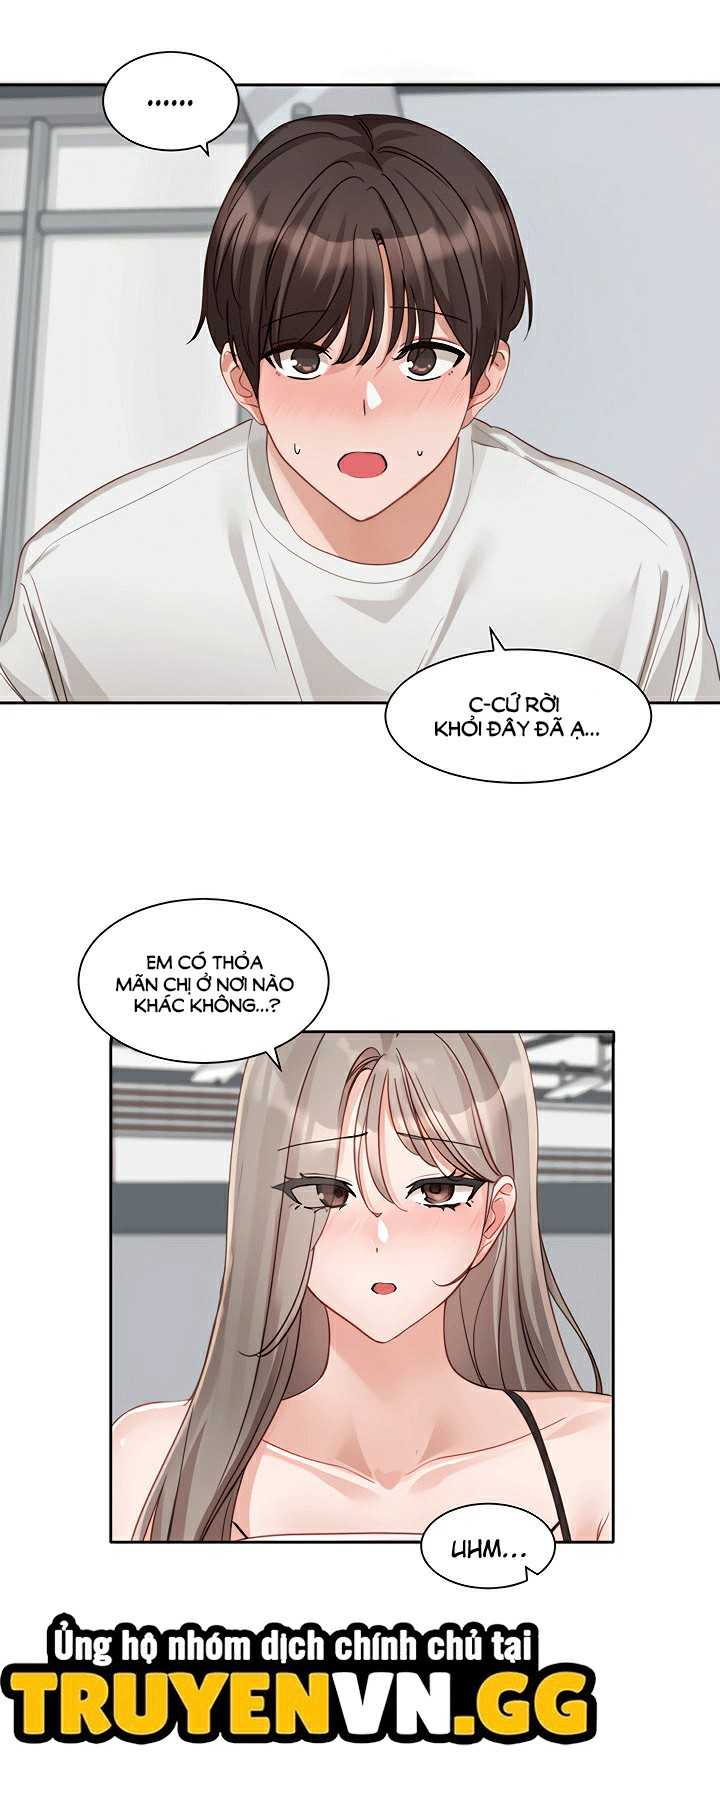 ......
C-CỨ RỜI
KHỎI ĐÂY ĐÃ Ạ...
EM CÓ THỎA
MÃN CHỊ Ở NƠI NÀO
KHÁC KHÔNG...?
UHM...
Ủng hộ nhóm dịch chính chủ tại
TRUYENVN.GG